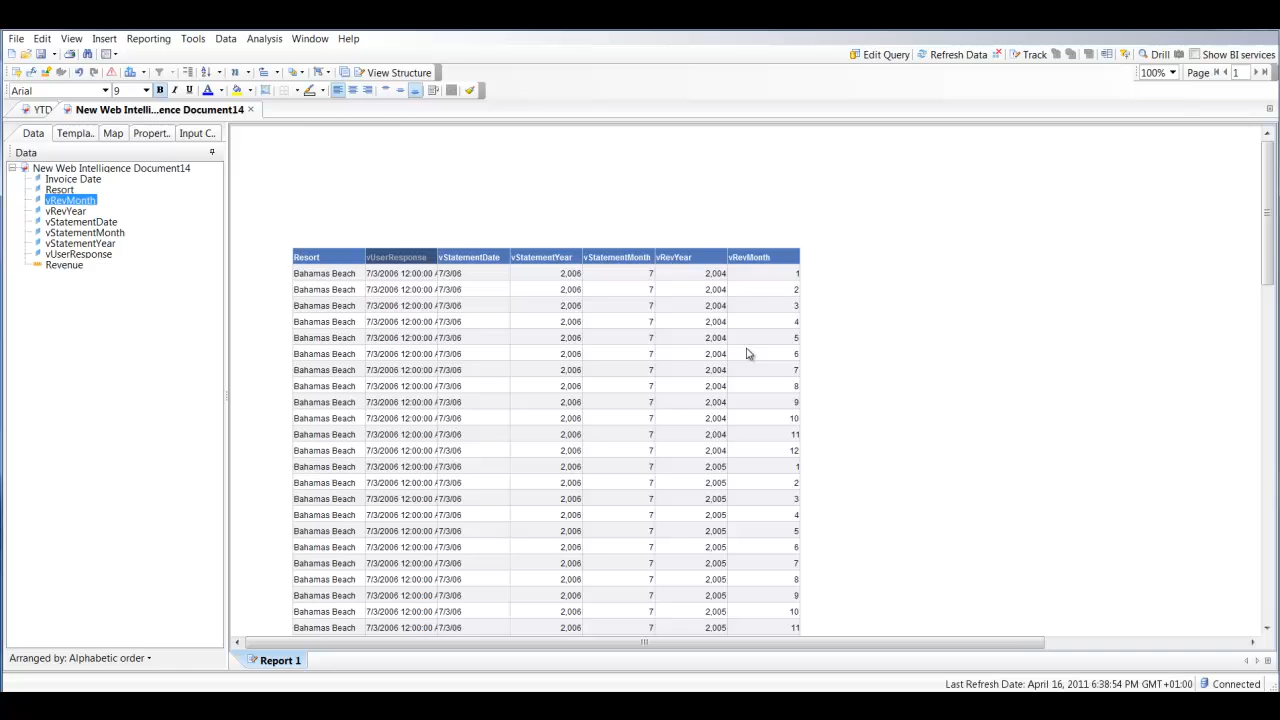 File Edit View Insert Reporting Tools Data Analysis Window Help
Edit Query Refresh Data Track Drill Show BI services
View Structure 100% Page 1
Arial 9 B I U A
YTD New Web Intelli...ence Document14
Data Templa.. Map Propert.. Input C..
Data
New Web Intelligence Document14
Invoice Date
Resort
vRevMonth
vRevYear
vStatementDate
vStatementMonth
vStatementYear
vUserResponse
Revenue
Resort vUserResponse vStatementDate vStatementYear vStatementMonth vRevYear vRevMonth
Bahamas Beach 7/3/2006 12:00:00 7/3/06 2,006 7 2,004 1
Bahamas Beach 7/3/2006 12:00:00 7/3/06 2,006 7 2,004 2
Bahamas Beach 7/3/2006 12:00:00 7/3/06 2,006 7 2,004 3
Bahamas Beach 7/3/2006 12:00:00 7/3/06 2,006 7 2,004 4
Bahamas Beach 7/3/2006 12:00:00 7/3/06 2,006 7 2,004 5
Bahamas Beach 7/3/2006 12:00:00 7/3/06 2,006 7 2,004 6
Bahamas Beach 7/3/2006 12:00:00 7/3/06 2,006 7 2,004 7
Bahamas Beach 7/3/2006 12:00:00 7/3/06 2,006 7 2,004 8
Bahamas Beach 7/3/2006 12:00:00 7/3/06 2,006 7 2,004 9
Bahamas Beach 7/3/2006 12:00:00 7/3/06 2,006 7 2,004 10
Bahamas Beach 7/3/2006 12:00:00 7/3/06 2,006 7 2,004 11
Bahamas Beach 7/3/2006 12:00:00 7/3/06 2,006 7 2,004 12
Bahamas Beach 7/3/2006 12:00:00 7/3/06 2,006 7 2,005 1
Bahamas Beach 7/3/2006 12:00:00 7/3/06 2,006 7 2,005 2
Bahamas Beach 7/3/2006 12:00:00 7/3/06 2,006 7 2,005 3
Bahamas Beach 7/3/2006 12:00:00 7/3/06 2,006 7 2,005 4
Bahamas Beach 7/3/2006 12:00:00 7/3/06 2,006 7 2,005 5
Bahamas Beach 7/3/2006 12:00:00 7/3/06 2,006 7 2,005 6
Bahamas Beach 7/3/2006 12:00:00 7/3/06 2,006 7 2,005 7
Bahamas Beach 7/3/2006 12:00:00 7/3/06 2,006 7 2,005 8
Bahamas Beach 7/3/2006 12:00:00 7/3/06 2,006 7 2,005 9
Bahamas Beach 7/3/2006 12:00:00 7/3/06 2,006 7 2,005 10
Bahamas Beach 7/3/2006 12:00:00 7/3/06 2,006 7 2,005 11
Arranged by: Alphabetic order
Report 1
Last Refresh Date: April 16, 2011 6:38:54 PM GMT+01:00 Connected